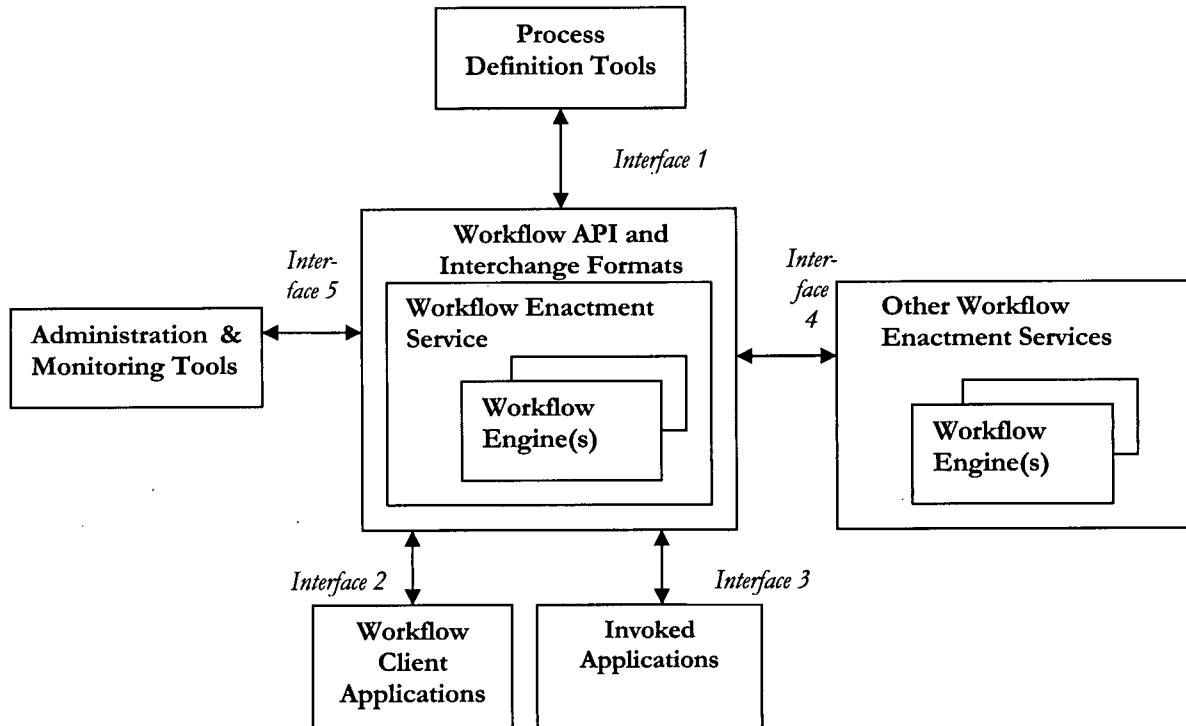 Process
Definition Tools
Interface 1
Workflow API and
Interchange Formats
Inter-
face 5
Inter-
face
4
Workflow Enactment
Service
Other Workflow
Enactment Services
Administration &
Monitoring Tools
Workflow
Engine(s)
Workflow
Engine(s)
Interface 2
Interface 3
Workflow
Client
Applications
Invoked
Applications